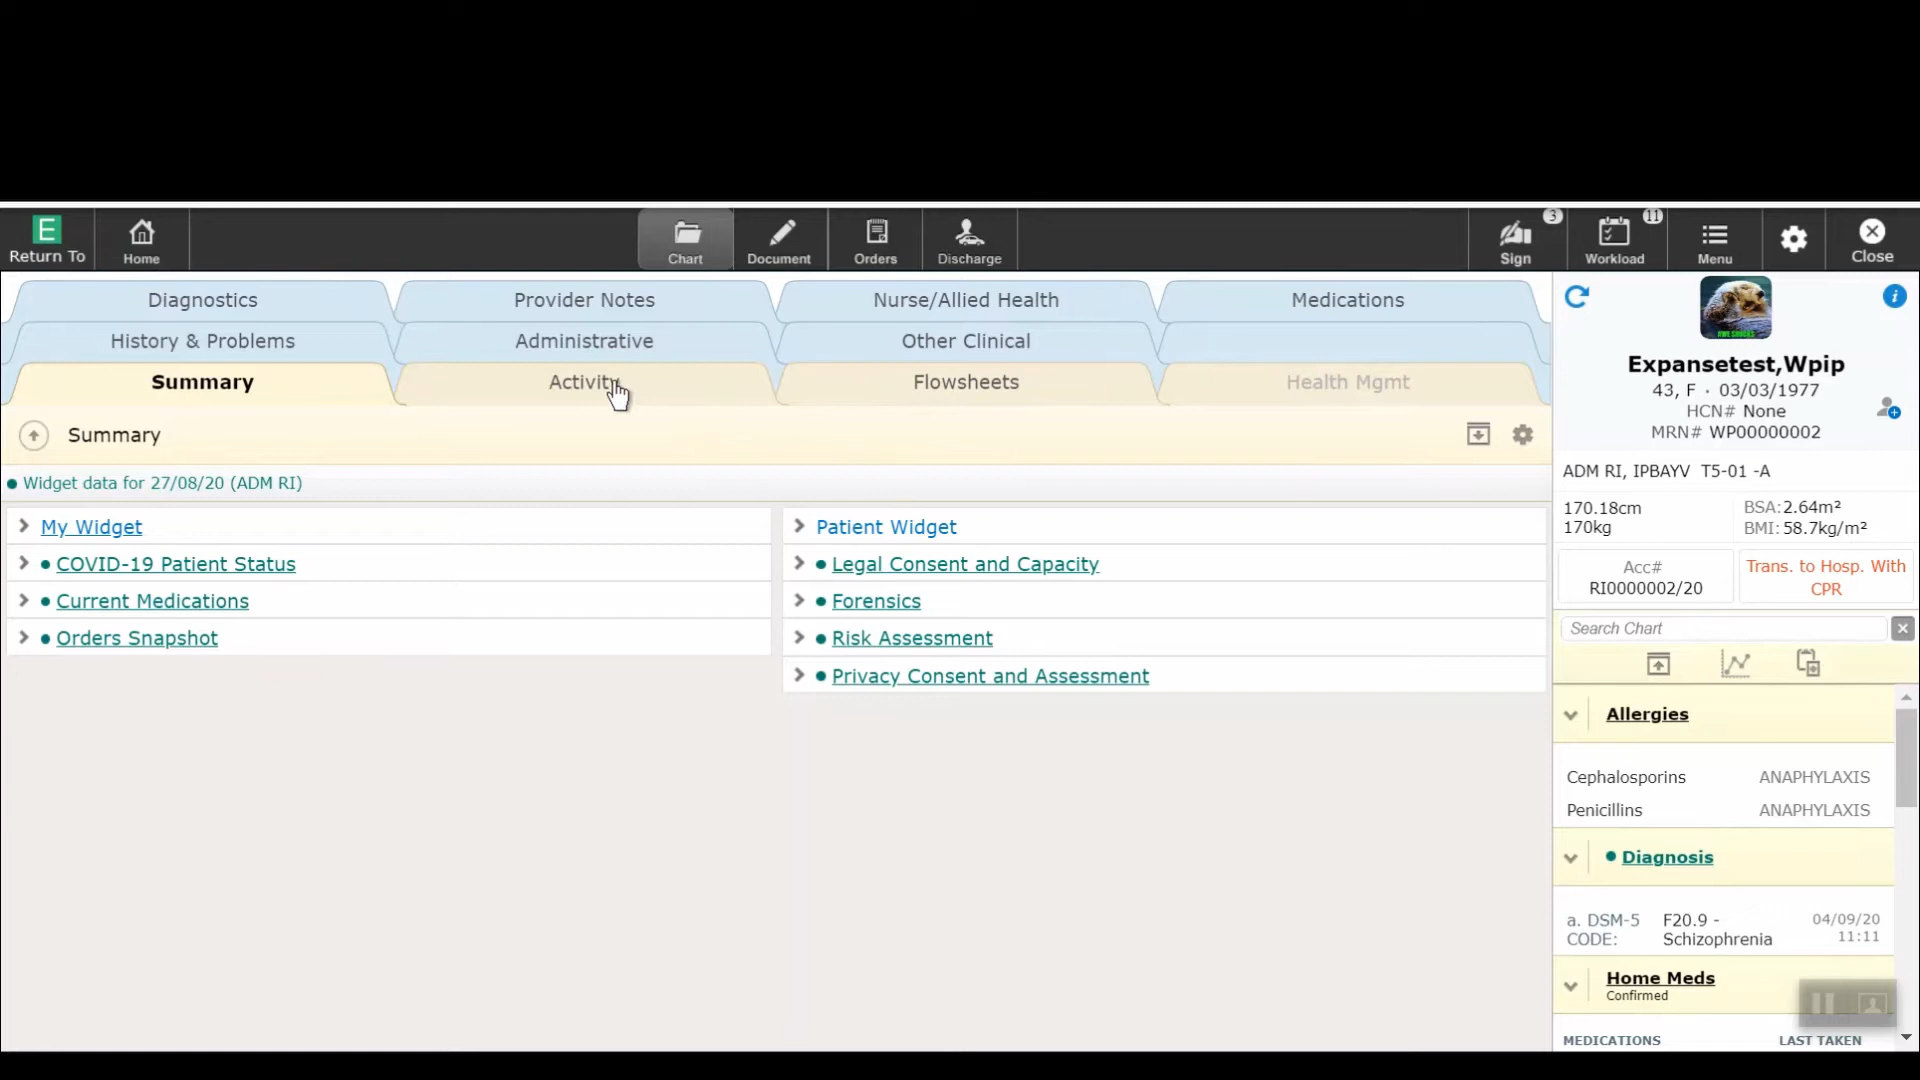 E
Return To
Home
Chart
Document
Orders
Discharge
3
Sign
11
Workload
Menu
Close
Diagnostics
Provider Notes
Nurse/Allied Health
Medications
History & Problems
Administrative
Other Clinical
Summary
Activity
Flowsheets
Health Mgmt
Summary
Widget data for 27/08/20 (ADM RI)
My Widget
COVID-19 Patient Status
Current Medications
Orders Snapshot
Patient Widget
Legal Consent and Capacity
Forensics
Risk Assessment
Privacy Consent and Assessment
Expansetest,Wpip
43, F · 03/03/1977
HCN# None
MRN# WP00000002
ADM RI, IPBAYV T5-01 -A
170.18cm
170kg
BSA:2.64m²
BMI:58.7kg/m²
Acc#
RI0000002/20
Trans. to Hosp. With
CPR
Search Chart
Allergies
Cephalosporins ANAPHYLAXIS
Penicillins ANAPHYLAXIS
Diagnosis
a. DSM-5 F20.9 - 04/09/20
CODE: Schizophrenia 11:11
Home Meds
Confirmed
MEDICATIONS LAST TAKEN